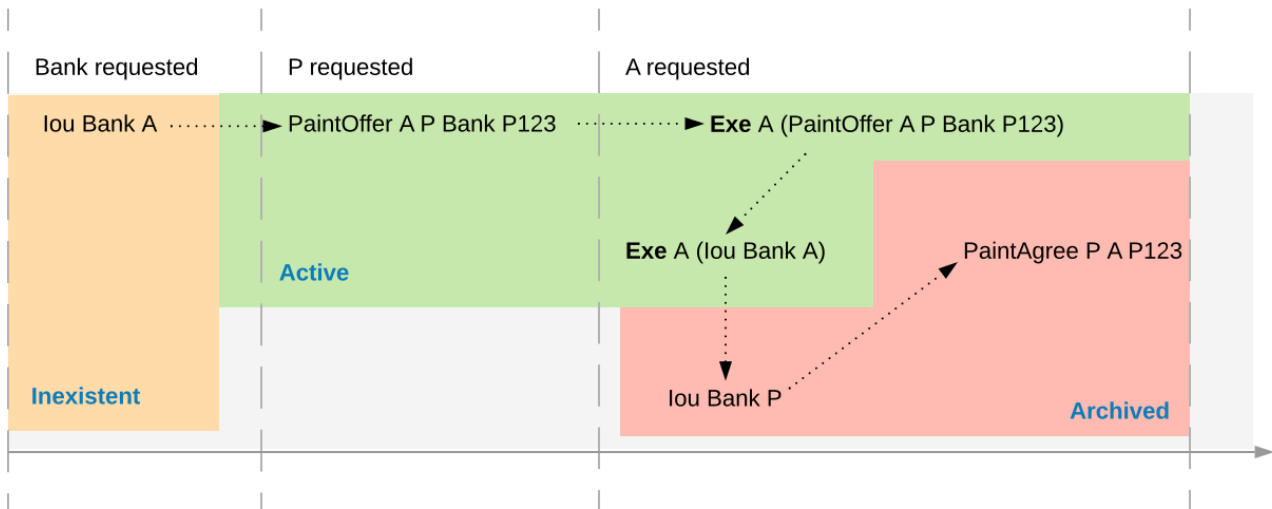 Bank requested
P requested
A requested
Iou Bank A
PaintOffer A P Bank P123
Exe A (PaintOffer A P Bank P123)
Exe A (Iou Bank A)
PaintAgree P A P123
Active
Inexistent
Iou Bank P
Archived